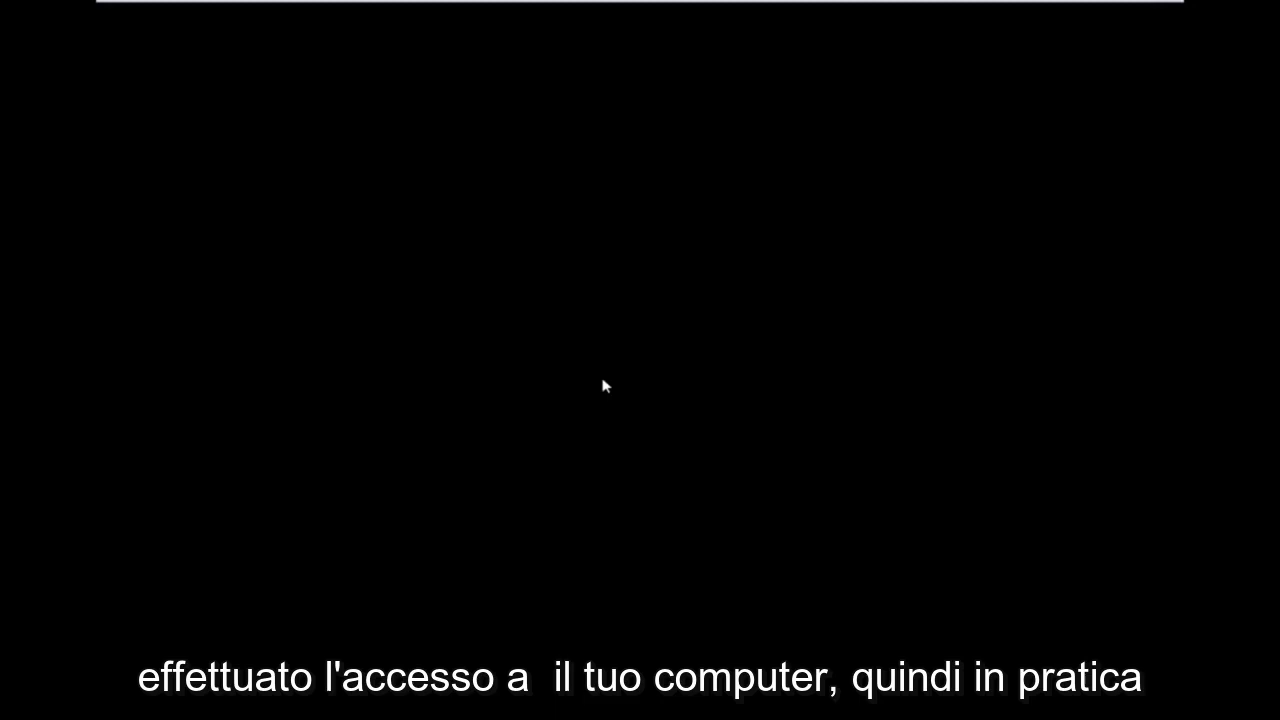 effettuato l'accesso a  il tuo computer, quindi in pratica